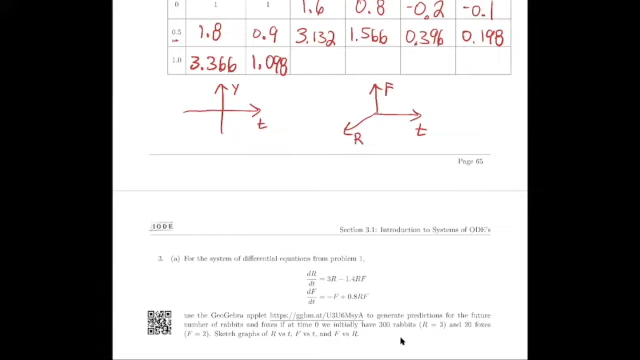 0 1 1 1.6 0.8 -0.2 -0.1
0.5 1.8 0.9 3.132 1.566 0.396 0.198
1.0 3.366 1.098
Y
t
F
t
R
Page 65
IODE
Section 3.1: Introduction to Systems of ODE's
3. (a) For the system of differential equations from problem 1,
dR/dt = 3R − 1.4RF
dF/dt = −F + 0.8RF
use the GeoGebra applet https://ggbm.at/U3U6MsyA to generate predictions for the future
number of rabbits and foxes if at time 0 we initially have 300 rabbits (R = 3) and 20 foxes
(F = 2). Sketch graphs of R vs t, F vs t, and F vs R.